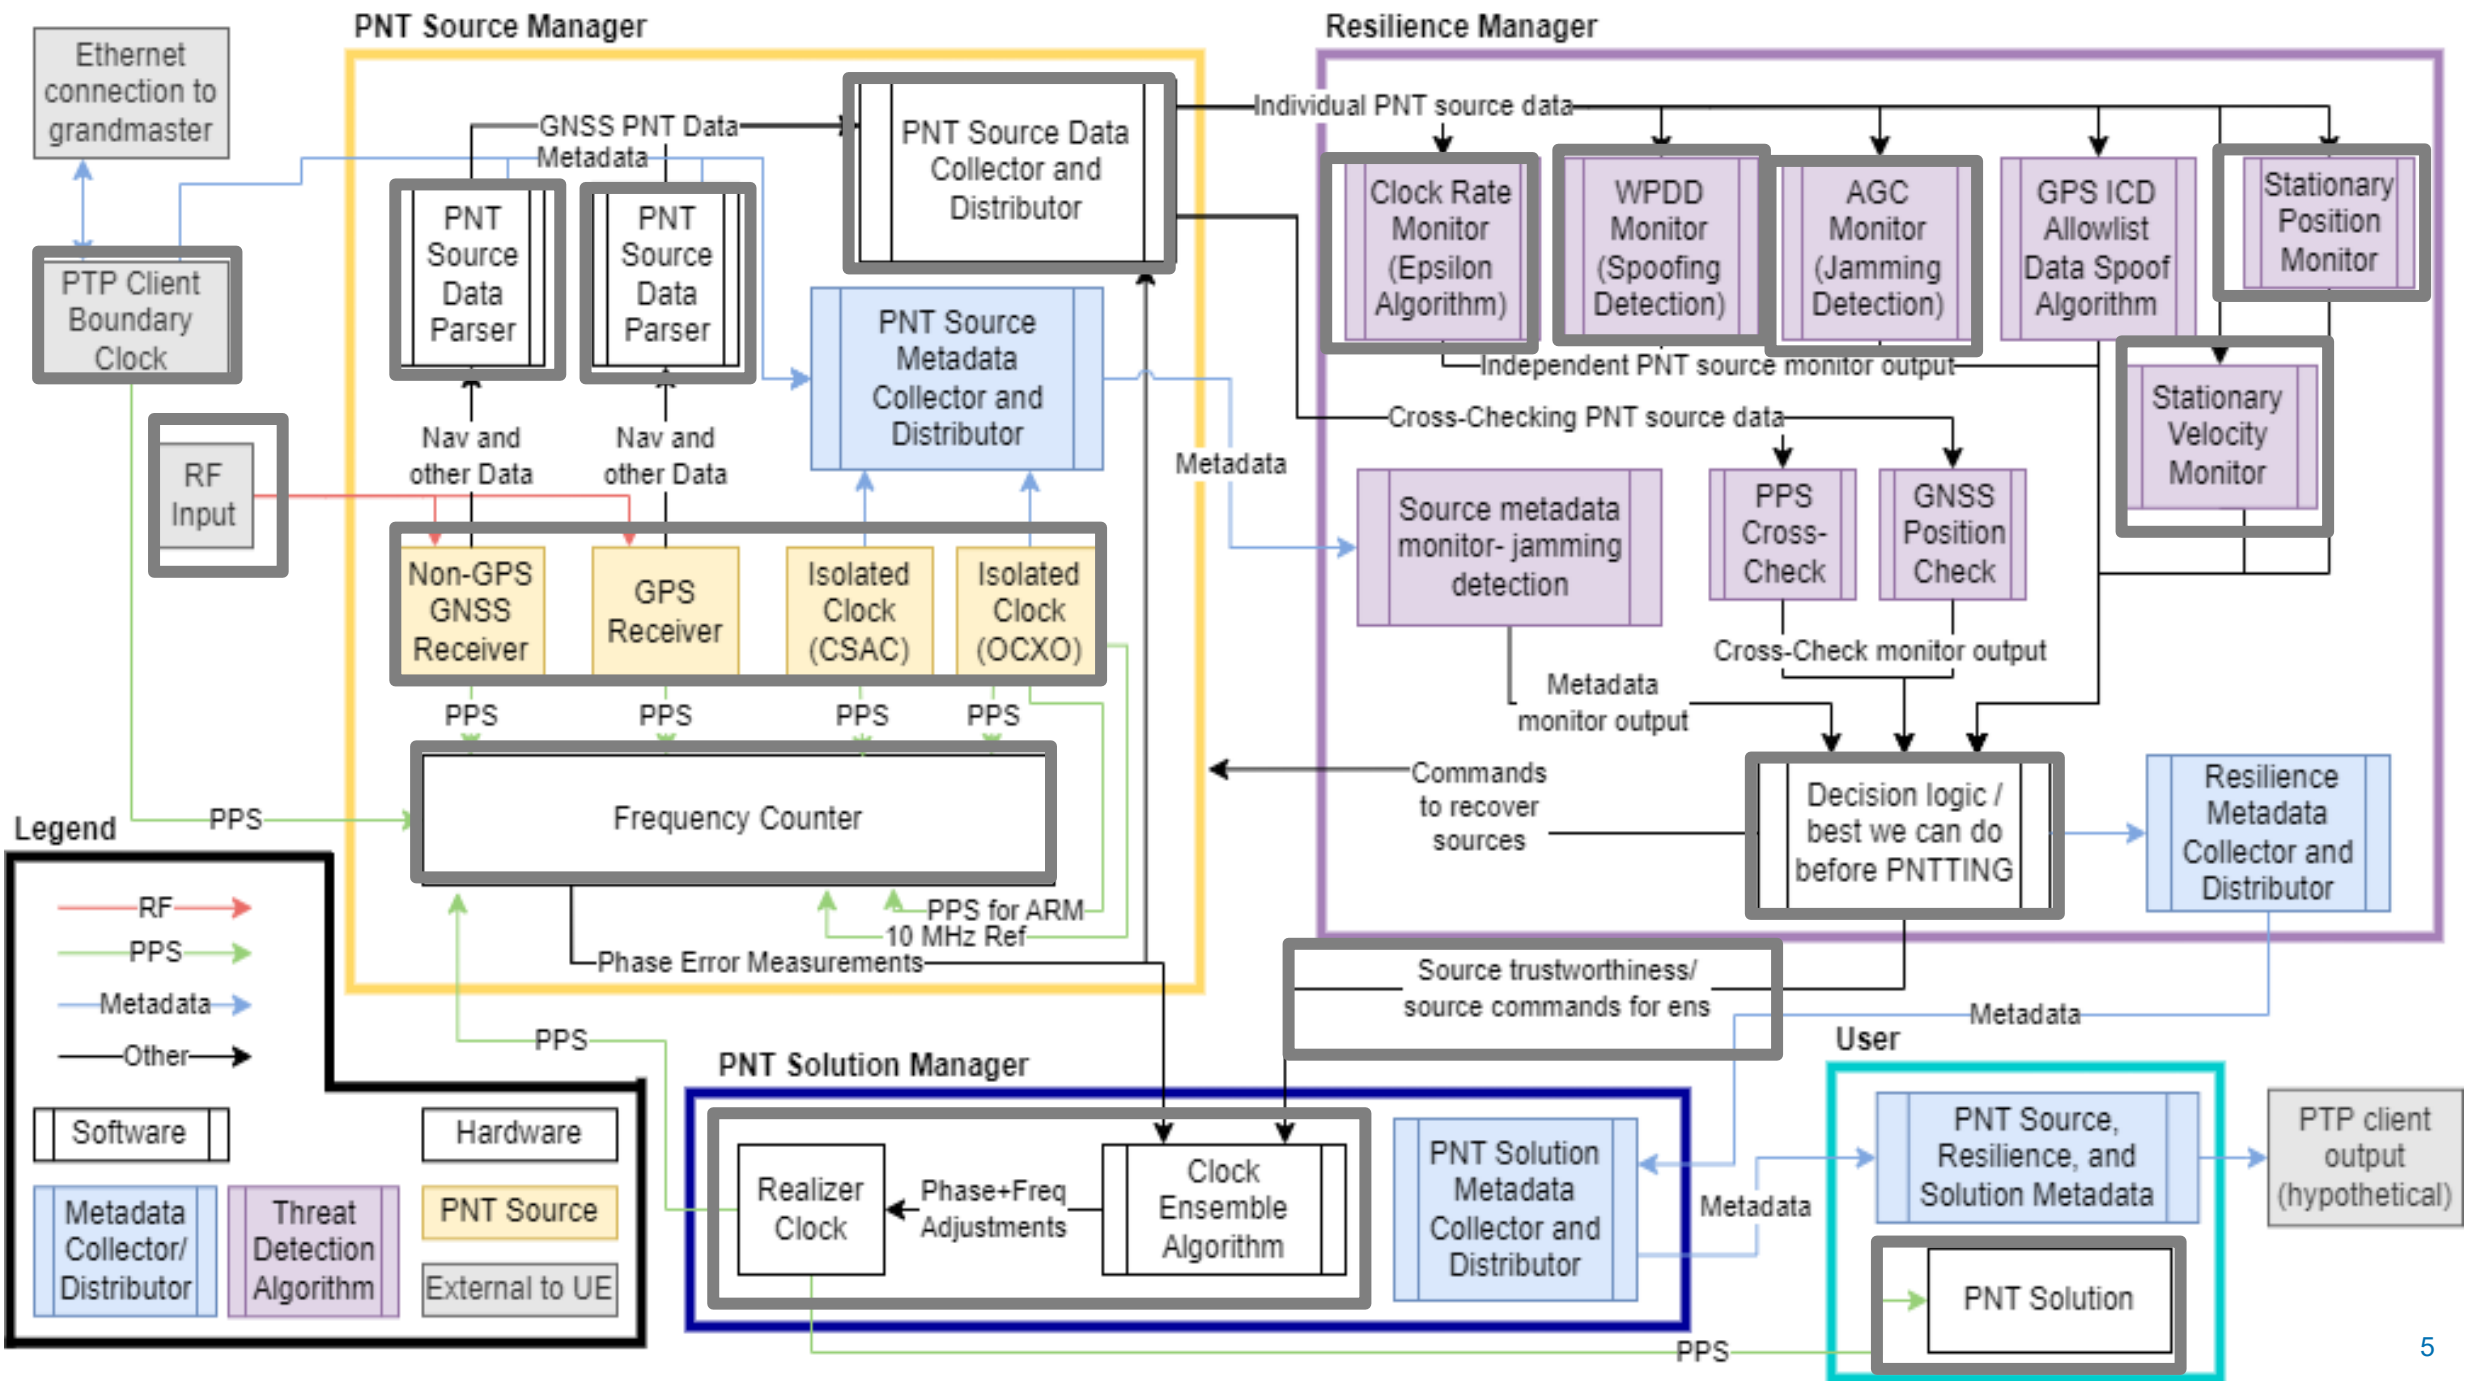 PNT Source Manager
Resilience Manager
Ethernet
connection to
grandmaster
GNSS PNT Data
Metadata
PNT Source Data
Collector and
Distributor
Individual PNT source data
PNT
Source
Data
Parser
PNT
Source
Data
Parser
Clock Rate
Monitor
(Epsilon
Algorithm)
WPDD
Monitor
(Spoofing
Detection)
AGC
Monitor
(Jamming
Detection)
GPS ICD
Allowlist
Data Spoof
Algorithm
Stationary
Position
Monitor
PTP Client
Boundary
Clock
PNT Source
Metadata
Collector and
Distributor
Independent PNT source monitor output
Stationary
Velocity
Monitor
Cross-Checking PNT source data
RF
Input
Nav and
other Data
Nav and
other Data
Metadata
Source metadata
monitor- jamming
detection
PPS
Cross-
Check
GNSS
Position
Check
Non-GPS
GNSS
Receiver
GPS
Receiver
Isolated
Clock
(CSAC)
Isolated
Clock
(OCXO)
Cross-Check monitor output
Metadata
monitor output
PPS
PPS
PPS
PPS
Frequency Counter
PPS
Commands
to recover
sources
Decision logic /
best we can do
before PNTTING
Resilience
Metadata
Collector and
Distributor
PPS for ARM
10 MHz Ref
Phase Error Measurements
Source trustworthiness/
source commands for ens
Metadata
Legend
RF
PPS
Metadata
Other
Software
Hardware
Metadata
Collector/
Distributor
Threat
Detection
Algorithm
PNT Source
External to UE
PPS
PNT Solution Manager
Realizer
Clock
Phase+Freq
Adjustments
Clock
Ensemble
Algorithm
PNT Solution
Metadata
Collector and
Distributor
Metadata
User
PNT Source,
Resilience, and
Solution Metadata
PTP client
output
(hypothetical)
PNT Solution
PPS
5